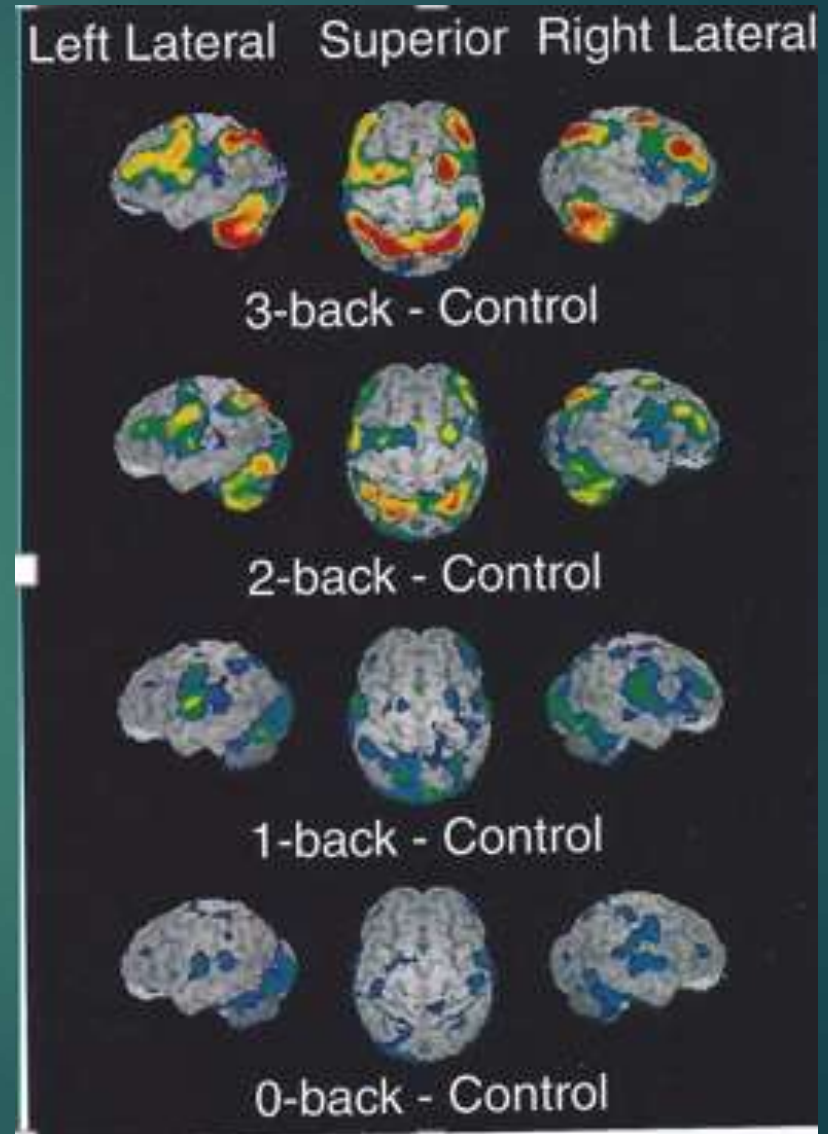 Left Lateral Superior Right Lateral
3-back - Control
2-back - Control
1-back - Control
0-back - Control